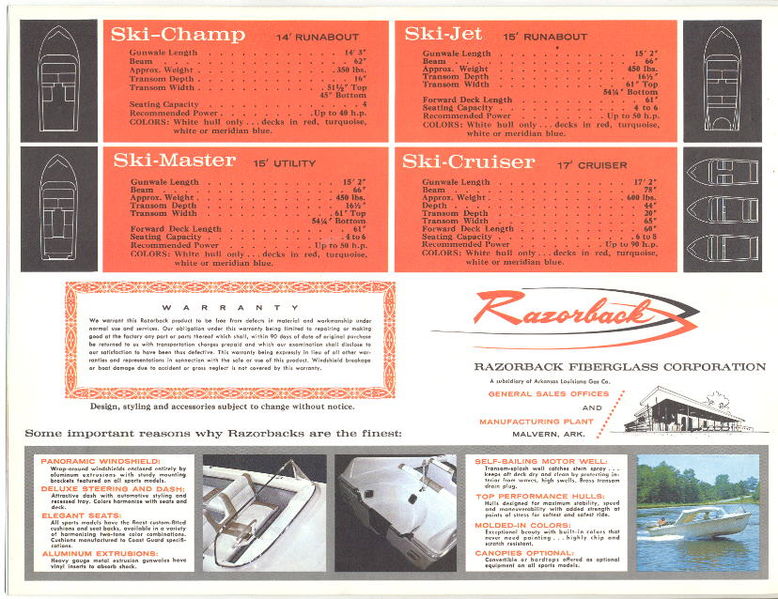 Ski-Champ 14' RUNABOUT
Gunwale Length . . . . . . . . . . . . 14' 3"
Beam . . . . . . . . . . . . 62"
Approx. Weight . . . . . . . . . . . . 350 lbs.
Transom Depth . . . . . . . . . . . . 16"
Transom Width . . . . . . . . . . . . 51½" Top
45" Bottom
Seating Capacity . . . . . . . . . . . . 4
Recommended Power . . . . . . . . . . . . Up to 40 h.p.
COLORS: White hull only . . . decks in red, turquoise,
white or meridian blue.
Ski-Jet 15' RUNABOUT
Gunwale Length . . . . . . . . . . . . 15' 2"
Beam . . . . . . . . . . . . 66"
Approx. Weight . . . . . . . . . . . . 450 lbs.
Transom Depth . . . . . . . . . . . . 16½"
Transom Width . . . . . . . . . . . . 61" Top
54¼" Bottom
Forward Deck Length . . . . . . . . . . . . 61"
Seating Capacity . . . . . . . . . . . . 4 to 6
Recommended Power . . . . . . . . . . . . Up to 50 h.p.
COLORS: White hull only . . . decks in red, turquoise,
white or meridian blue.
Ski-Master 15' UTILITY
Gunwale Length . . . . . . . . . . . . 15' 2"
Beam . . . . . . . . . . . . 66"
Approx. Weight . . . . . . . . . . . . 450 lbs.
Transom Depth . . . . . . . . . . . . 16½"
Transom Width . . . . . . . . . . . . 61" Top
54¼" Bottom
Forward Deck Length . . . . . . . . . . . . 61"
Seating Capacity . . . . . . . . . . . . 4 to 6
Recommended Power . . . . . . . . . . . . Up to 50 h.p.
COLORS: White hull only . . . decks in red, turquoise,
white or meridian blue.
Ski-Cruiser 17' CRUISER
Gunwale Length . . . . . . . . . . . . 17' 2"
Beam . . . . . . . . . . . . 78"
Approx. Weight . . . . . . . . . . . . 600 lbs.
Depth . . . . . . . . . . . . 44"
Transom Depth . . . . . . . . . . . . 20"
Transom Width . . . . . . . . . . . . 65"
Forward Deck Length . . . . . . . . . . . . 60"
Seating Capacity . . . . . . . . . . . . 6 to 8
Recommended Power . . . . . . . . . . . . Up to 90 h.p.
COLORS: White hull only . . . decks in red, turquoise,
white or meridian blue.
WARRANTY
We warrant this Razorback product to be free from defects in material and workmanship under
normal use and services. Our obligation under this warranty being limited to repairing or making
good at the factory any part or parts thereof which shall, within 90 days of date of original purchase
be returned to us with transportation charges prepaid and which our examination shall disclose to
our satisfaction to have been thus defective. This warranty being expressly in lieu of all other war-
ranties and representations in connection with the sale or use of this product. Windshield breakage
or boat damage due to accident or gross neglect is not covered by this warranty.
Design, styling and accessories subject to change without notice.
Razorback
RAZORBACK FIBERGLASS CORPORATION
A subsidiary of Arkansas Louisiana Gas Co.
GENERAL SALES OFFICES
AND
MANUFACTURING PLANT
MALVERN, ARK.
Some important reasons why Razorbacks are the finest:
PANORAMIC WINDSHIELD:
Wrap-around windshields enclosed entirely by
aluminum extrusions with sturdy mounting
brackets featured on all sports models.
DELUXE STEERING AND DASH:
Attractive dash with automotive styling and
recessed tray. Colors harmonize with seats and
deck.
ELEGANT SEATS:
All sports models have the finest custom-fitted
cushions and seat backs, available in a variety
of harmonizing two-tone color combinations.
Cushions manufactured to Coast Guard specifi-
cations.
ALUMINUM EXTRUSIONS:
Heavy gauge metal extrusion gunwales have
vinyl inserts to absorb shock.
SELF-BAILING MOTOR WELL:
Transom-splash well catches stern spray . . .
keeps aft deck dry and clean by protecting in-
terior from waves, high swells. Brass transom
drain plug.
TOP PERFORMANCE HULLS:
Hulls designed for maximum stability, speed
and maneuverability with added strength at
points of stress for softest and safest ride.
MOLDED-IN COLORS:
Exceptional beauty with built-in colors that
never need painting . . . highly chip and
scratch resistant.
CANOPIES OPTIONAL:
Convertible or hardtops offered as optional
equipment on all sports models.